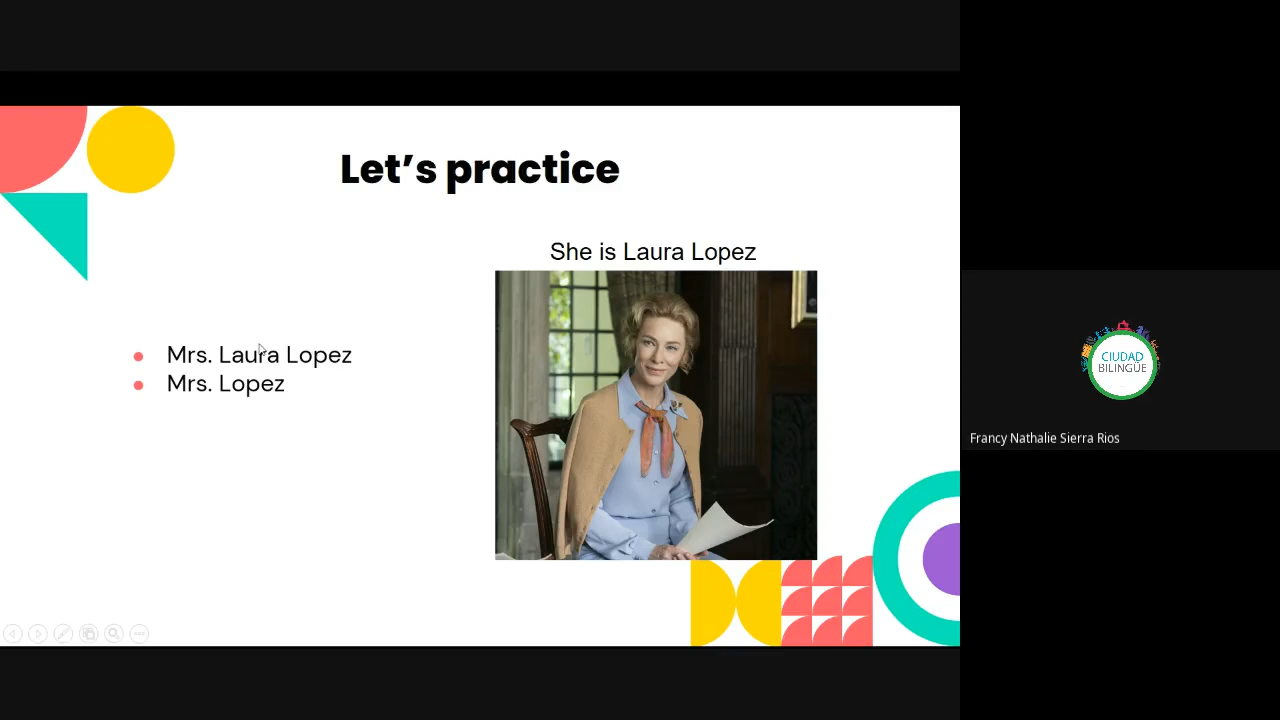 Let's practice
She is Laura Lopez
Mrs. Laura Lopez
Mrs. Lopez
CIUDAD
BILINGÜE
Francy Nathalie Sierra Rios